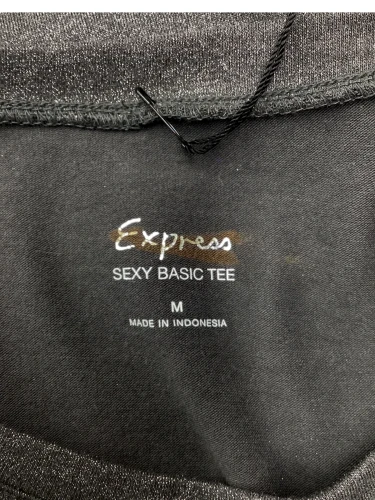 Express
SEXY BASIC TEE
M
MADE IN INDONESIA